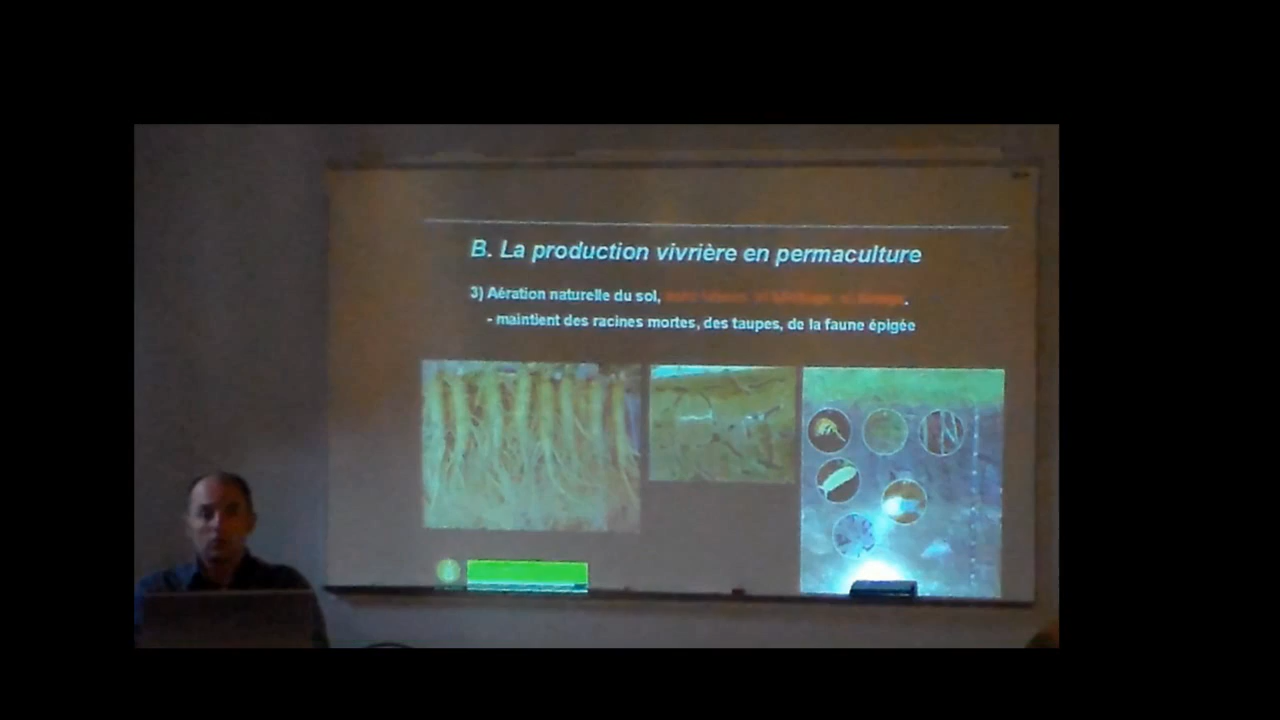 B. La production vivrière en permaculture
3) Aération naturelle du sol,
- maintient des racines mortes, des taupes, de la faune épigée